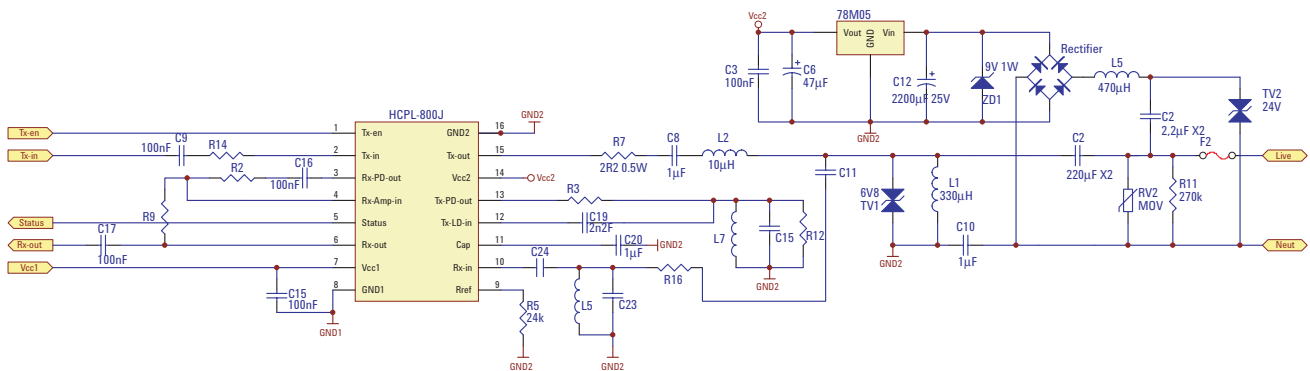 Vcc2
78M05
Vout
GND
Vin
C3
100nF
C6
47µF
C12
2200µF 25V
9V 1W
ZD1
Rectifier
L5
470µH
C2
2,2µF X2
TV2
24V
F2
Live
HCPL-800J
Tx-en
1
Tx-en
GND2
16
GND2
GND2
Tx-in
C9
100nF
R14
2
Tx-in
Tx-out
15
R7
2R2 0.5W
C8
1µF
L2
10µH
C11
C2
220µF X2
R2
C16
100nF
3
Rx-PD-out
Vcc2
14
Vcc2
4
Rx-Amp-in
Tx-PD-out
13
R3
6V8
TV1
L1
330µH
RV2
MOV
R11
270k
R9
Status
5
Status
Tx-LD-in
12
C19
2n2F
L7
C15
R12
C10
1µF
GND2
GND2
Neut
Rx-out
C17
100nF
6
Rx-out
Cap
11
C20
1µF
GND2
Vcc1
7
Vcc1
Rx-in
10
C24
R16
C15
100nF
8
GND1
Rref
9
R5
24k
L5
C23
GND1
GND2
GND2